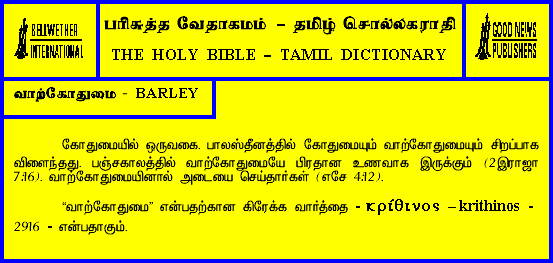 BELLWETHER
INTERNATIONAL
பரிசுத்த வேதாகமம் – தமிழ் சொல்லகராதி
THE HOLY BIBLE – TAMIL DICTIONARY
GOOD NEWS
PUBLISHERS
வாற்கோதுமை - BARLEY
கோதுமையில் ஒருவகை. பாலஸ்தீனத்தில் கோதுமையும் வாற்கோதுமையும் சிறப்பாக
விளைந்தது. பஞ்சகாலத்தில் வாற்கோதுமையே பிரதான உணவாக இருக்கும் (2இராஜா
7:16). வாற்கோதுமையினால் அடையை செய்தார்கள் (எசே 4:12).
“வாற்கோதுமை” என்பதற்கான கிரேக்க வார்த்தை - κρίθινος – krithinos -
2916 - என்பதாகும்.